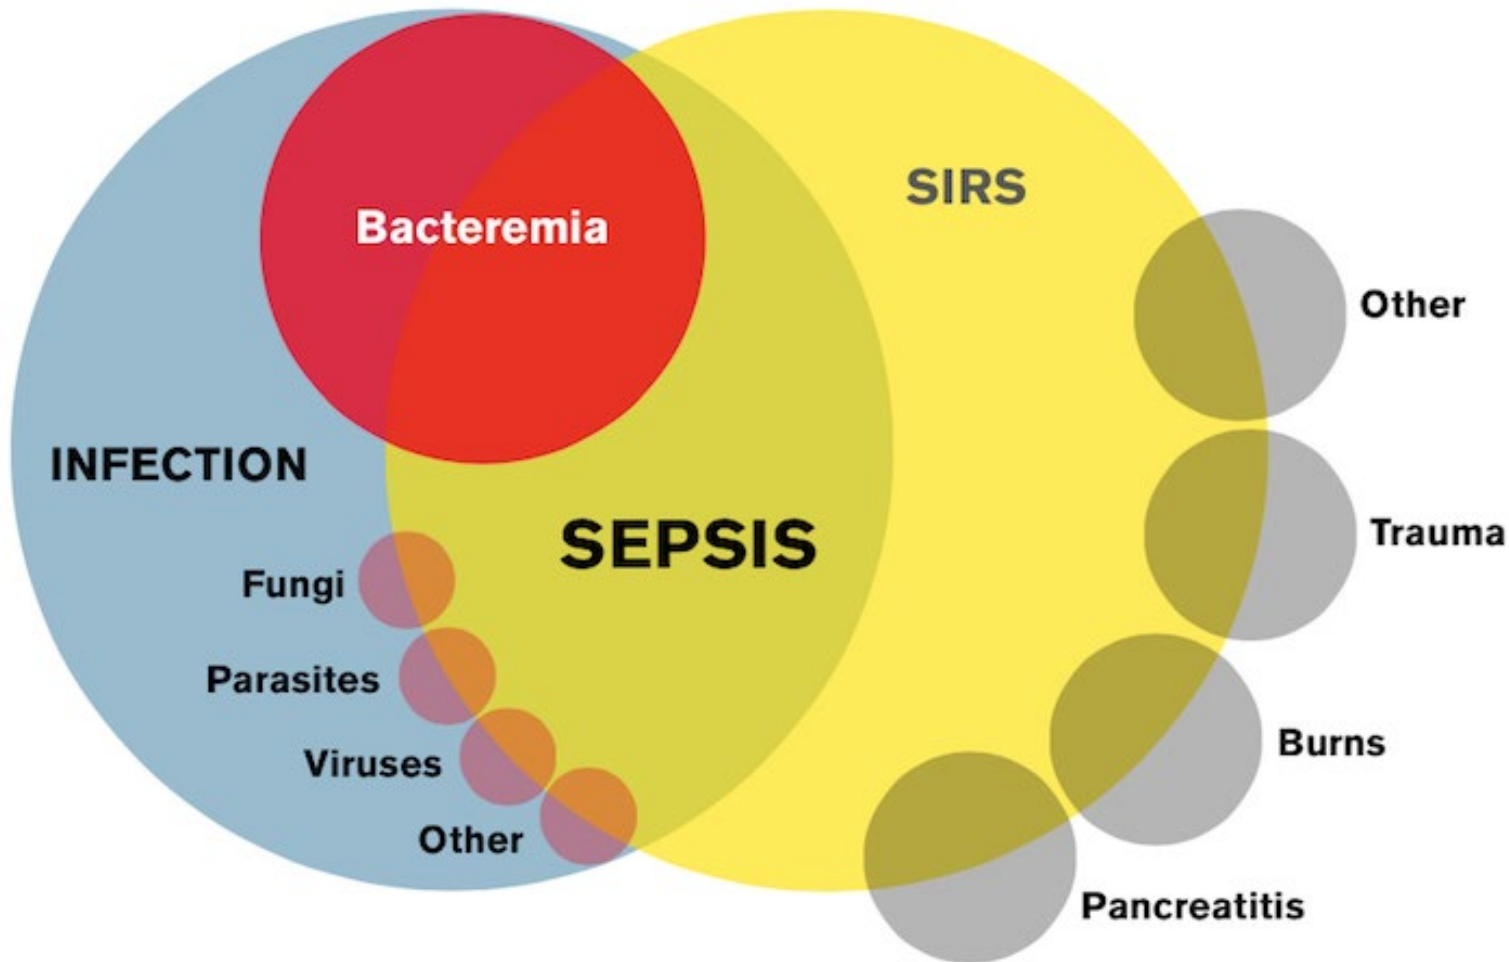 Bacteremia
SIRS
Other
INFECTION
SEPSIS
Trauma
Fungi
Parasites
Viruses
Burns
Other
Pancreatitis